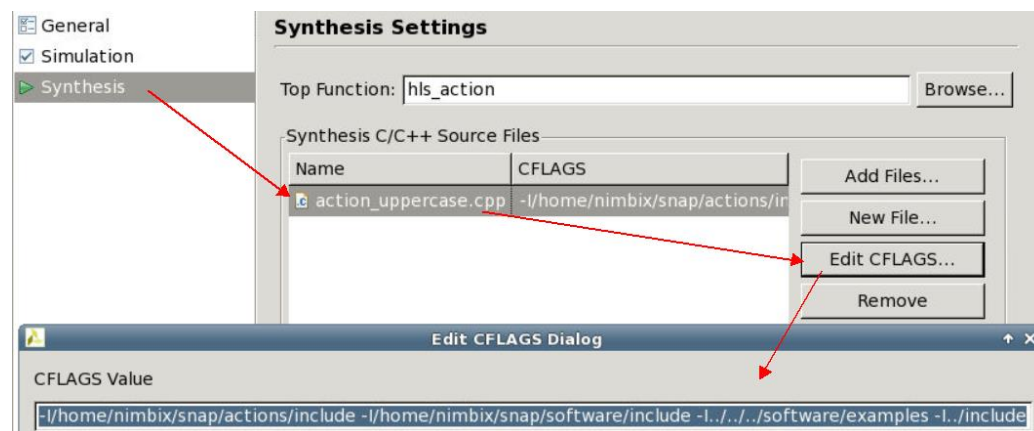 General
Simulation
Synthesis
Synthesis Settings
Top Function: hls_action
Browse...
Synthesis C/C++ Source Files
Name CFLAGS
action_uppercase.cpp -I/home/nimbix/snap/actions/in
Add Files...
New File...
Edit CFLAGS...
Remove
Edit CFLAGS Dialog
CFLAGS Value
-I/home/nimbix/snap/actions/include -I/home/nimbix/snap/software/include -I../../../software/examples -I../include